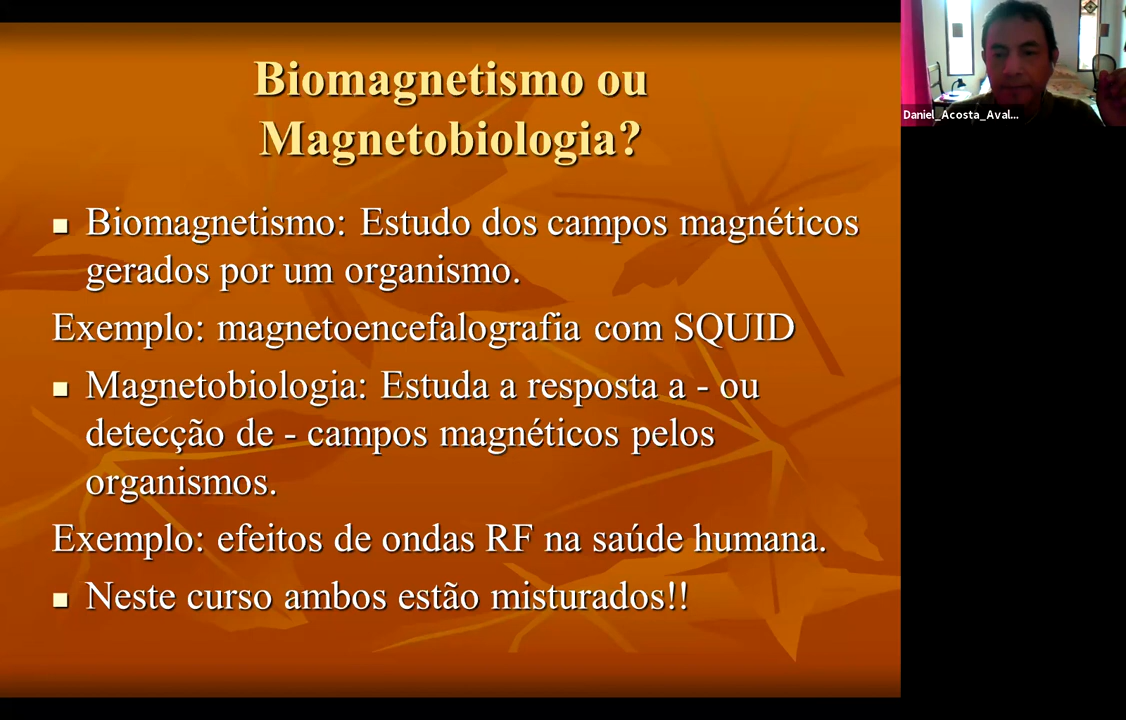 Biomagnetismo ou
Magnetobiologia?
Biomagnetismo: Estudo dos campos magnéticos
gerados por um organismo.
Exemplo: magnetoencefalografia com SQUID
Magnetobiologia: Estuda a resposta a - ou
detecção de - campos magnéticos pelos
organismos.
Exemplo: efeitos de ondas RF na saúde humana.
Neste curso ambos estão misturados!!
Daniel_Acosta_Aval...